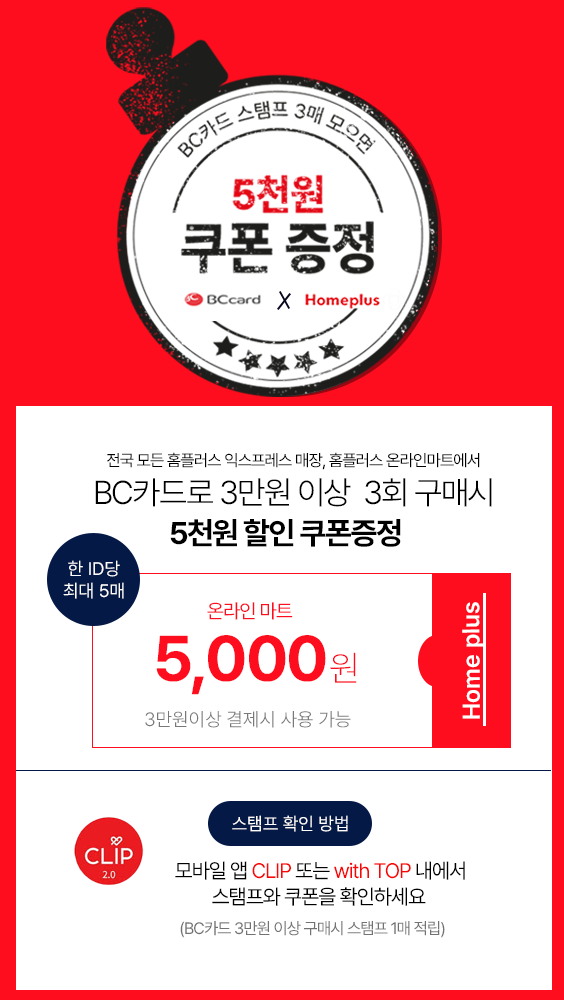 BC카드 스탬프 3매 모으면
5천원
쿠폰 증정
BCcard X Homeplus
전국 모든 홈플러스 익스프레스 매장, 홈플러스 온라인마트에서
BC카드로 3만원 이상 3회 구매시
5천원 할인 쿠폰증정
한 ID당
최대 5매
온라인 마트
5,000원
3만원이상 결제시 사용 가능
Home plus
스탬프 확인 방법
CLIP
2.0
모바일 앱 CLIP 또는 with TOP 내에서
스탬프와 쿠폰을 확인하세요
(BC카드 3만원 이상 구매시 스탬프 1매 적립)